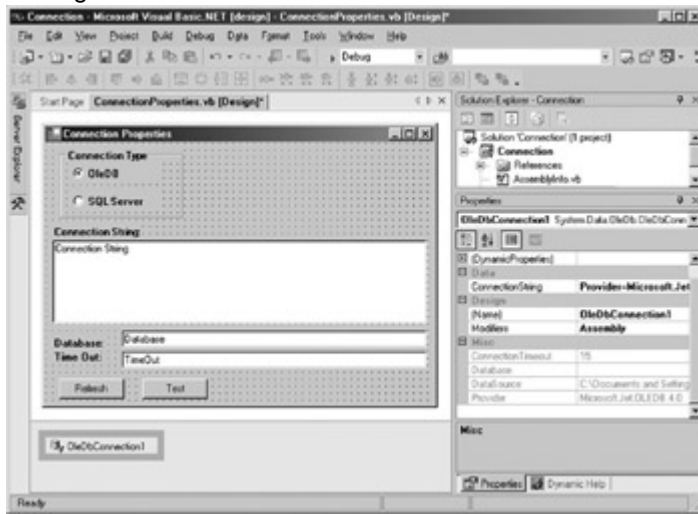 Connection - Microsoft Visual Basic.NET [design] - ConnectionProperties.vb [Design]*
File Edit View Project Build Debug Data Format Tools Window Help
Debug
Server Explorer
Start Page ConnectionProperties.vb [Design]*
Connection Properties
Connection Type
OleDB
SQL Server
Connection String:
Connection String
Database: Database
Time Out: TimeOut
Refresh Test
OleDbConnection1
Solution Explorer - Connection
Solution 'Connection' (1 project)
Connection
References
AssemblyInfo.vb
Properties
OleDbConnection1 System.Data.OleDb.OleDbConn
(DynamicProperties)
Data
ConnectionString Provider=Microsoft.Jet
Design
(Name) OleDbConnection1
Modifiers Assembly
Misc
ConnectionTimeout 15
Database
DataSource C:\Documents and Setting
Provider Microsoft.Jet.OLEDB.4.0
Misc
Properties Dynamic Help
Ready